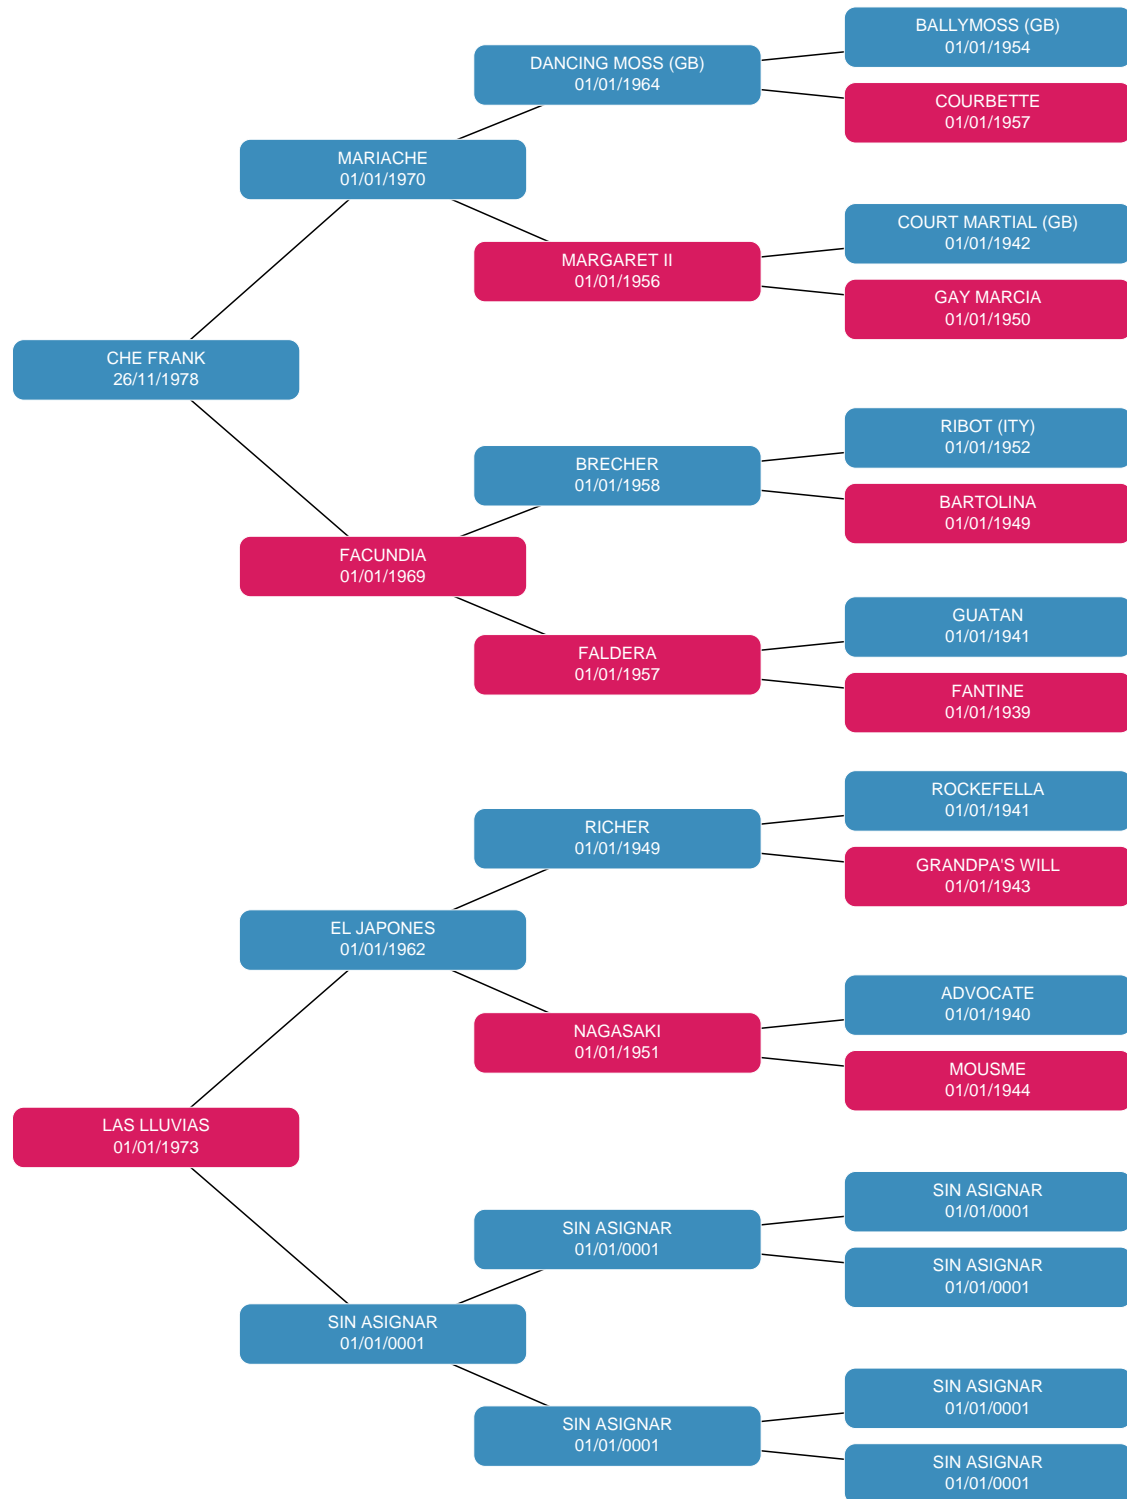 BALLYMOSS (GB)
01/01/1954
DANCING MOSS (GB)
01/01/1964
COURBETTE
01/01/1957
MARIACHE
01/01/1970
COURT MARTIAL (GB)
01/01/1942
MARGARET II
01/01/1956
GAY MARCIA
01/01/1950
CHE FRANK
26/11/1978
RIBOT (ITY)
01/01/1952
BRECHER
01/01/1958
BARTOLINA
01/01/1949
FACUNDIA
01/01/1969
GUATAN
01/01/1941
FALDERA
01/01/1957
FANTINE
01/01/1939
ROCKEFELLA
01/01/1941
RICHER
01/01/1949
GRANDPA'S WILL
01/01/1943
EL JAPONES
01/01/1962
ADVOCATE
01/01/1940
NAGASAKI
01/01/1951
MOUSME
01/01/1944
LAS LLUVIAS
01/01/1973
SIN ASIGNAR
01/01/0001
SIN ASIGNAR
01/01/0001
SIN ASIGNAR
01/01/0001
SIN ASIGNAR
01/01/0001
SIN ASIGNAR
01/01/0001
SIN ASIGNAR
01/01/0001
SIN ASIGNAR
01/01/0001